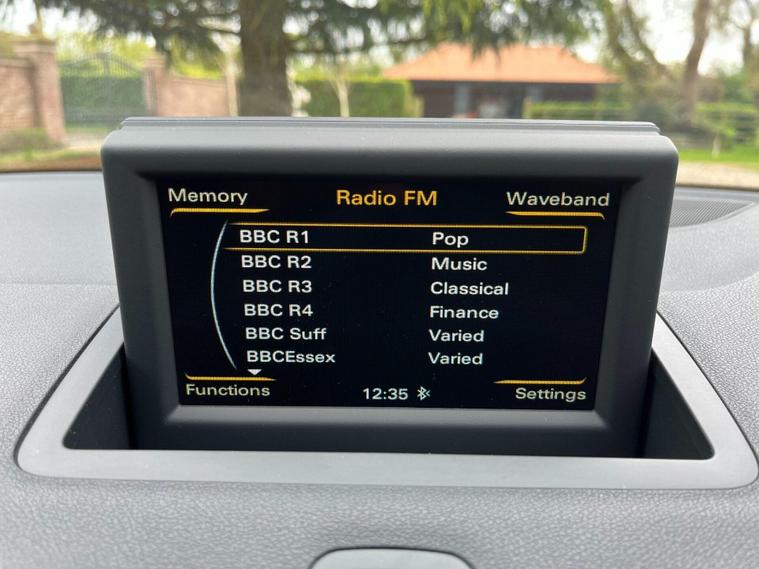 Memory Radio FM Waveband
BBC R1 Pop
BBC R2 Music
BBC R3 Classical
BBC R4 Finance
BBC Suff Varied
BBCEssex Varied
Functions 12:35 Settings